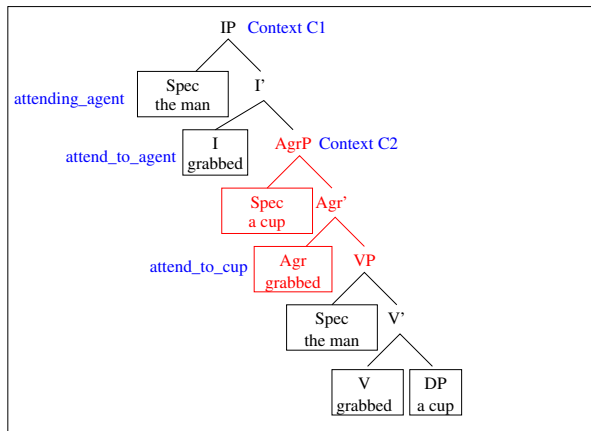 IP Context C1
Spec
the man
I'
attending_agent
I
grabbed
attend_to_agent
AgrP Context C2
Spec
a cup
Agr'
attend_to_cup
Agr
grabbed
VP
Spec
the man
V'
V
grabbed
DP
a cup